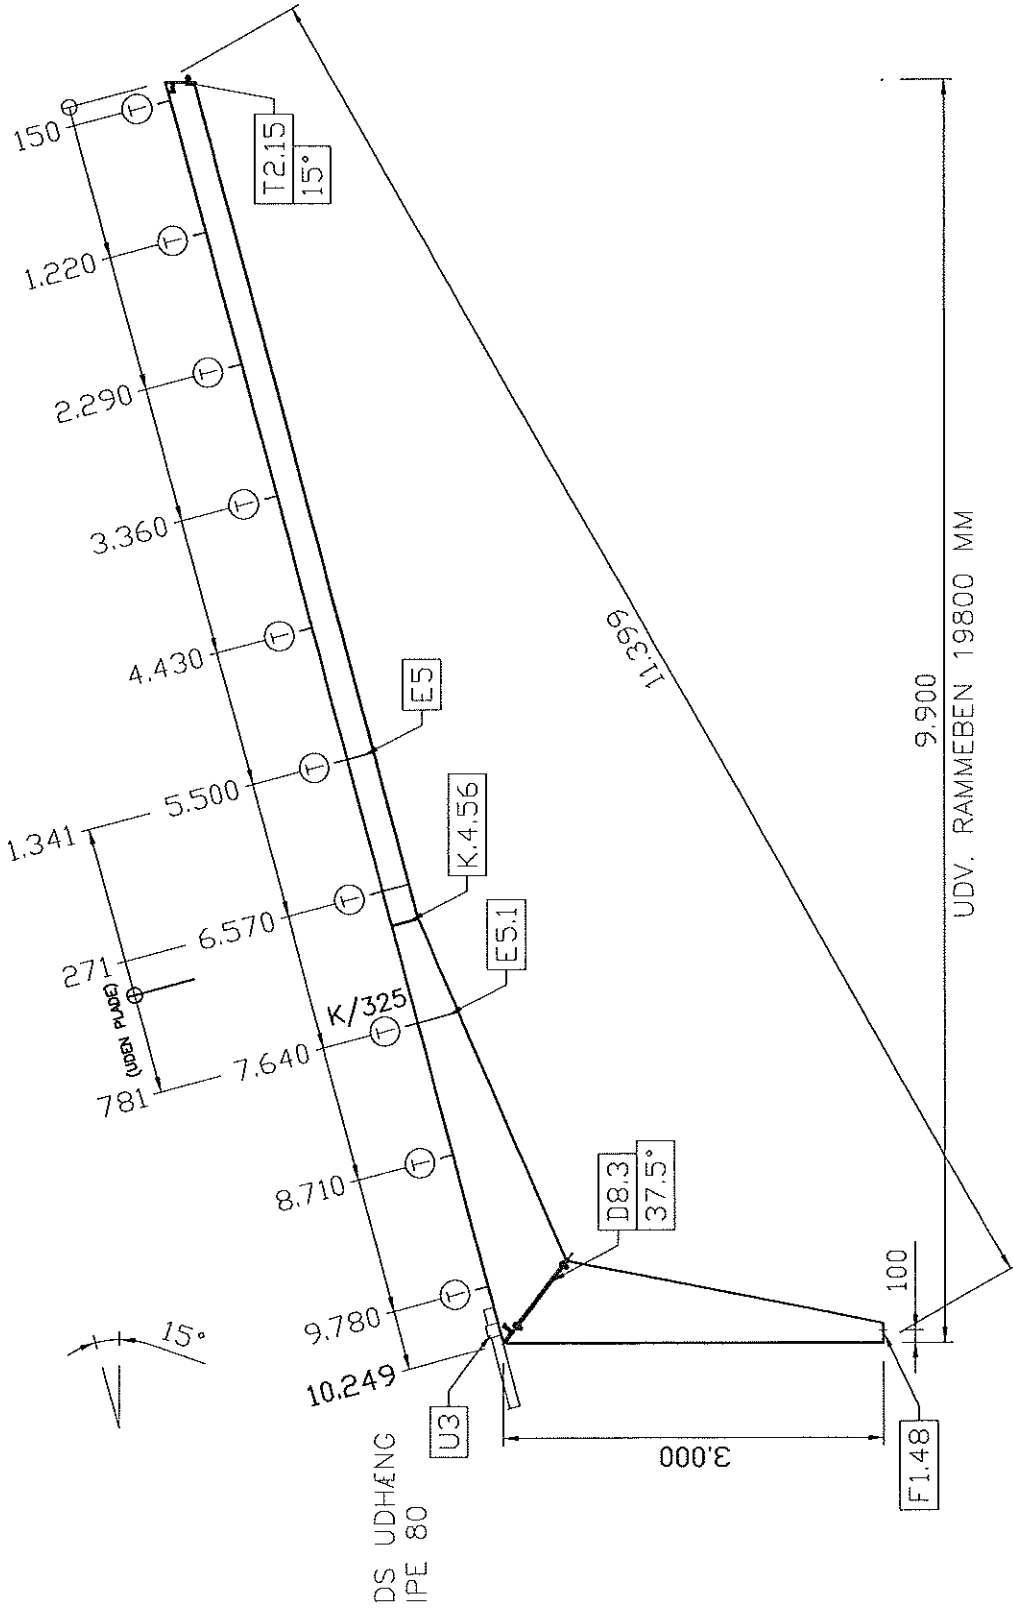 150
1.220
2.290
3.360
4.430
5.500
6.570
7.640
8.710
9.780
10.249
1.341
271
781
(UDEN PLADE)
T
T
T
T
T
T
T
T
T
T
K/325
T2.15
15°
E5
K.4.56
E5.1
D8.3
37.5°
15°
U3
DS UDHÆNG
IPE 80
3.000
F1.48
100
11.399
9.900
UDV. RAMMEBEN 19800 MM